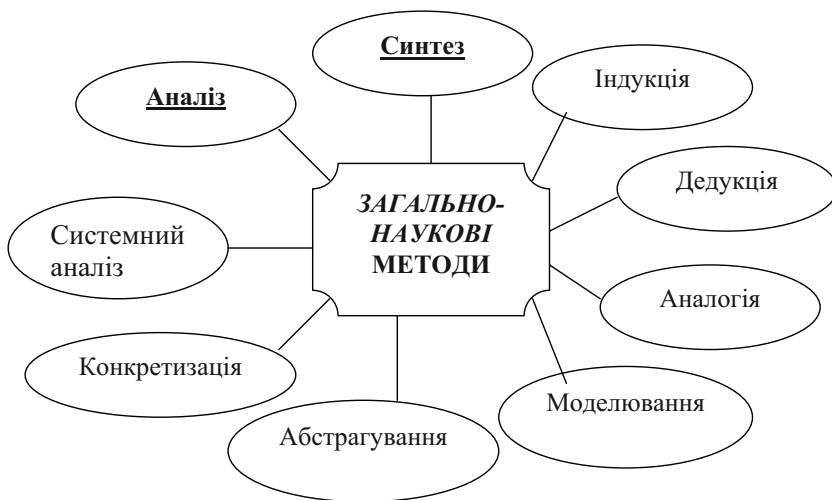 Синтез
Аналіз
Індукція
Дедукція
ЗАГАЛЬНО-
НАУКОВІ
МЕТОДИ
Системний
аналіз
Аналогія
Конкретизація
Моделювання
Абстрагування